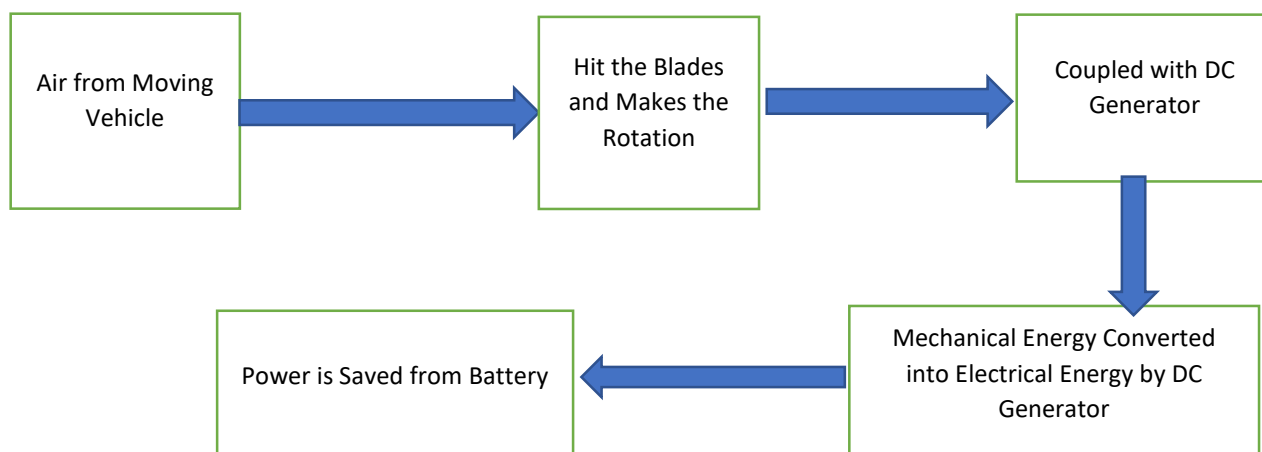 Air from Moving
Vehicle
Hit the Blades
and Makes the
Rotation
Coupled with DC
Generator
Mechanical Energy Converted
into Electrical Energy by DC
Generator
Power is Saved from Battery